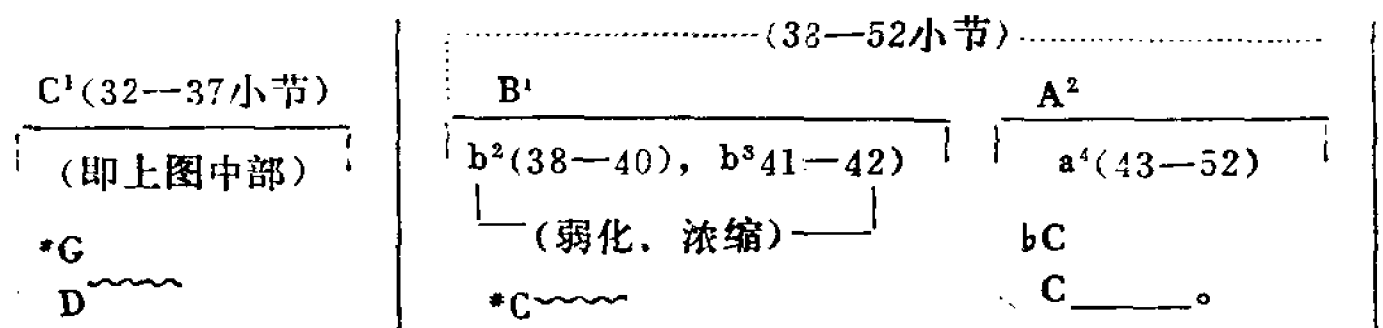 (38—52小节)
C¹(32—37小节) B¹ A²
(即上图中部) b²(38—40), b³41—42) a⁴(43—52)
(弱化、浓缩)
#G bC
D #C C